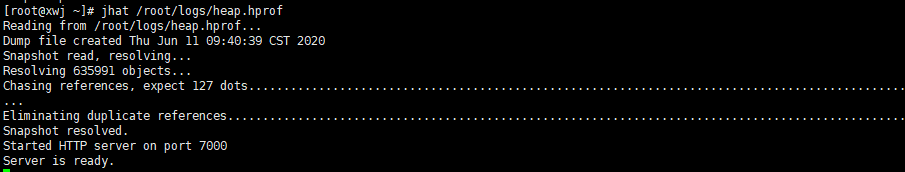 [root@xwj ~]# jhat /root/logs/heap.hprof
Reading from /root/logs/heap.hprof...
Dump file created Thu Jun 11 09:40:39 CST 2020
Snapshot read, resolving...
Resolving 635991 objects...
Chasing references, expect 127 dots............................................................................................
...
Eliminating duplicate references...............................................................................................
Snapshot resolved.
Started HTTP server on port 7000
Server is ready.